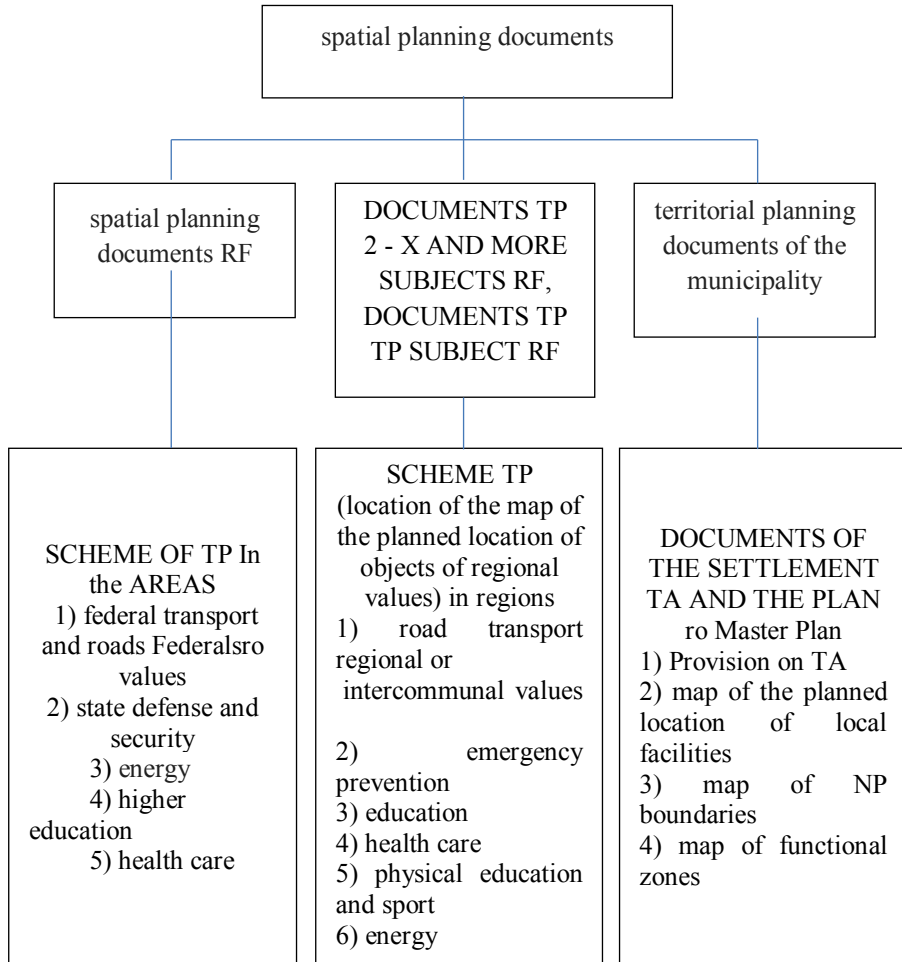 spatial planning documents
spatial planning
documents RF
DOCUMENTS TP
2 - X AND MORE
SUBJECTS RF,
DOCUMENTS TP
TP SUBJECT RF
territorial planning
documents of the
municipality
SCHEME OF TP In
the AREAS
1) federal transport
and roads Federalsro
values
2) state defense and
security
3) energy
4) higher
education
5) health care
SCHEME TP
(location of the map of
the planned location of
objects of regional
values) in regions
1) road transport
regional or
intercommunal values
2) emergency
prevention
3) education
4) health care
5) physical education
and sport
6) energy
DOCUMENTS OF
THE SETTLEMENT
TA AND THE PLAN
ro Master Plan
1) Provision on TA
2) map of the planned
location of local
facilities
3) map of NP
boundaries
4) map of functional
zones